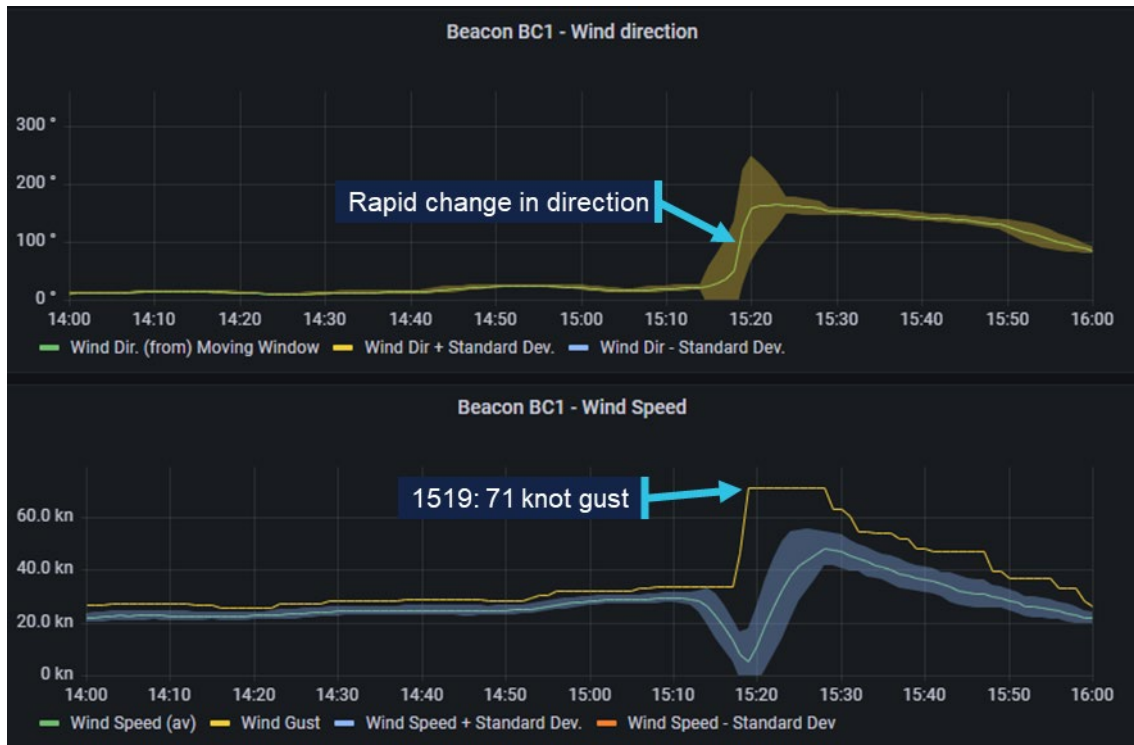 Beacon BC1 - Wind direction
300 °
200 °
Rapid change in direction
100 °
0 °
14:00 14:10 14:20 14:30 14:40 14:50 15:00 15:10 15:20 15:30 15:40 15:50 16:00
Wind Dir. (from) Moving Window Wind Dir + Standard Dev. Wind Dir - Standard Dev.
Beacon BC1 - Wind Speed
1519: 71 knot gust
60.0 kn
40.0 kn
20.0 kn
0 kn
14:00 14:10 14:20 14:30 14:40 14:50 15:00 15:10 15:20 15:30 15:40 15:50 16:00
Wind Speed (av) Wind Gust Wind Speed + Standard Dev. Wind Speed - Standard Dev